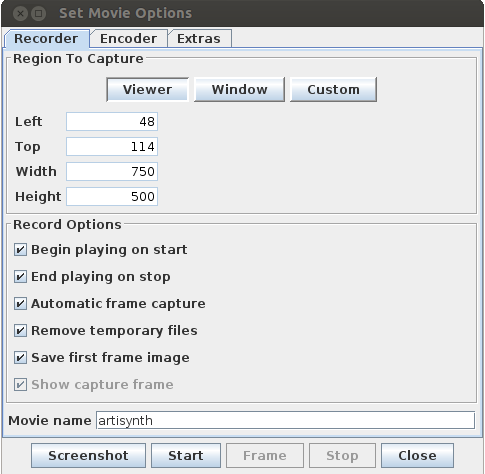 Set Movie Options
Recorder Encoder Extras
Region To Capture
Viewer Window Custom
Left 48
Top 114
Width 750
Height 500
Record Options
Begin playing on start
End playing on stop
Automatic frame capture
Remove temporary files
Save first frame image
Show capture frame
Movie name artisynth
Screenshot Start Frame Stop Close